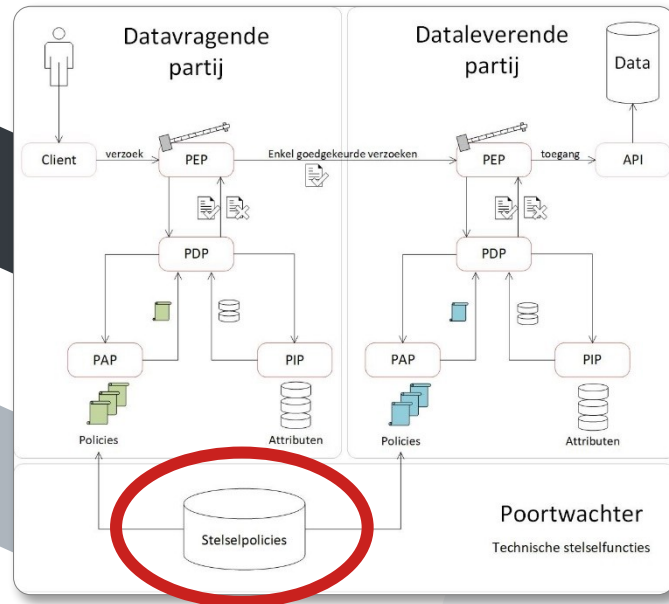 Datavragende
partij
Dataleverende
partij
Data
Client
verzoek
PEP
Enkel goedgekeurde verzoeken
PEP
toegang
API
PDP
PDP
PAP
PIP
PAP
PIP
Policies
Attributen
Policies
Attributen
Stelselpolicies
Poortwachter
Technische stelselfuncties